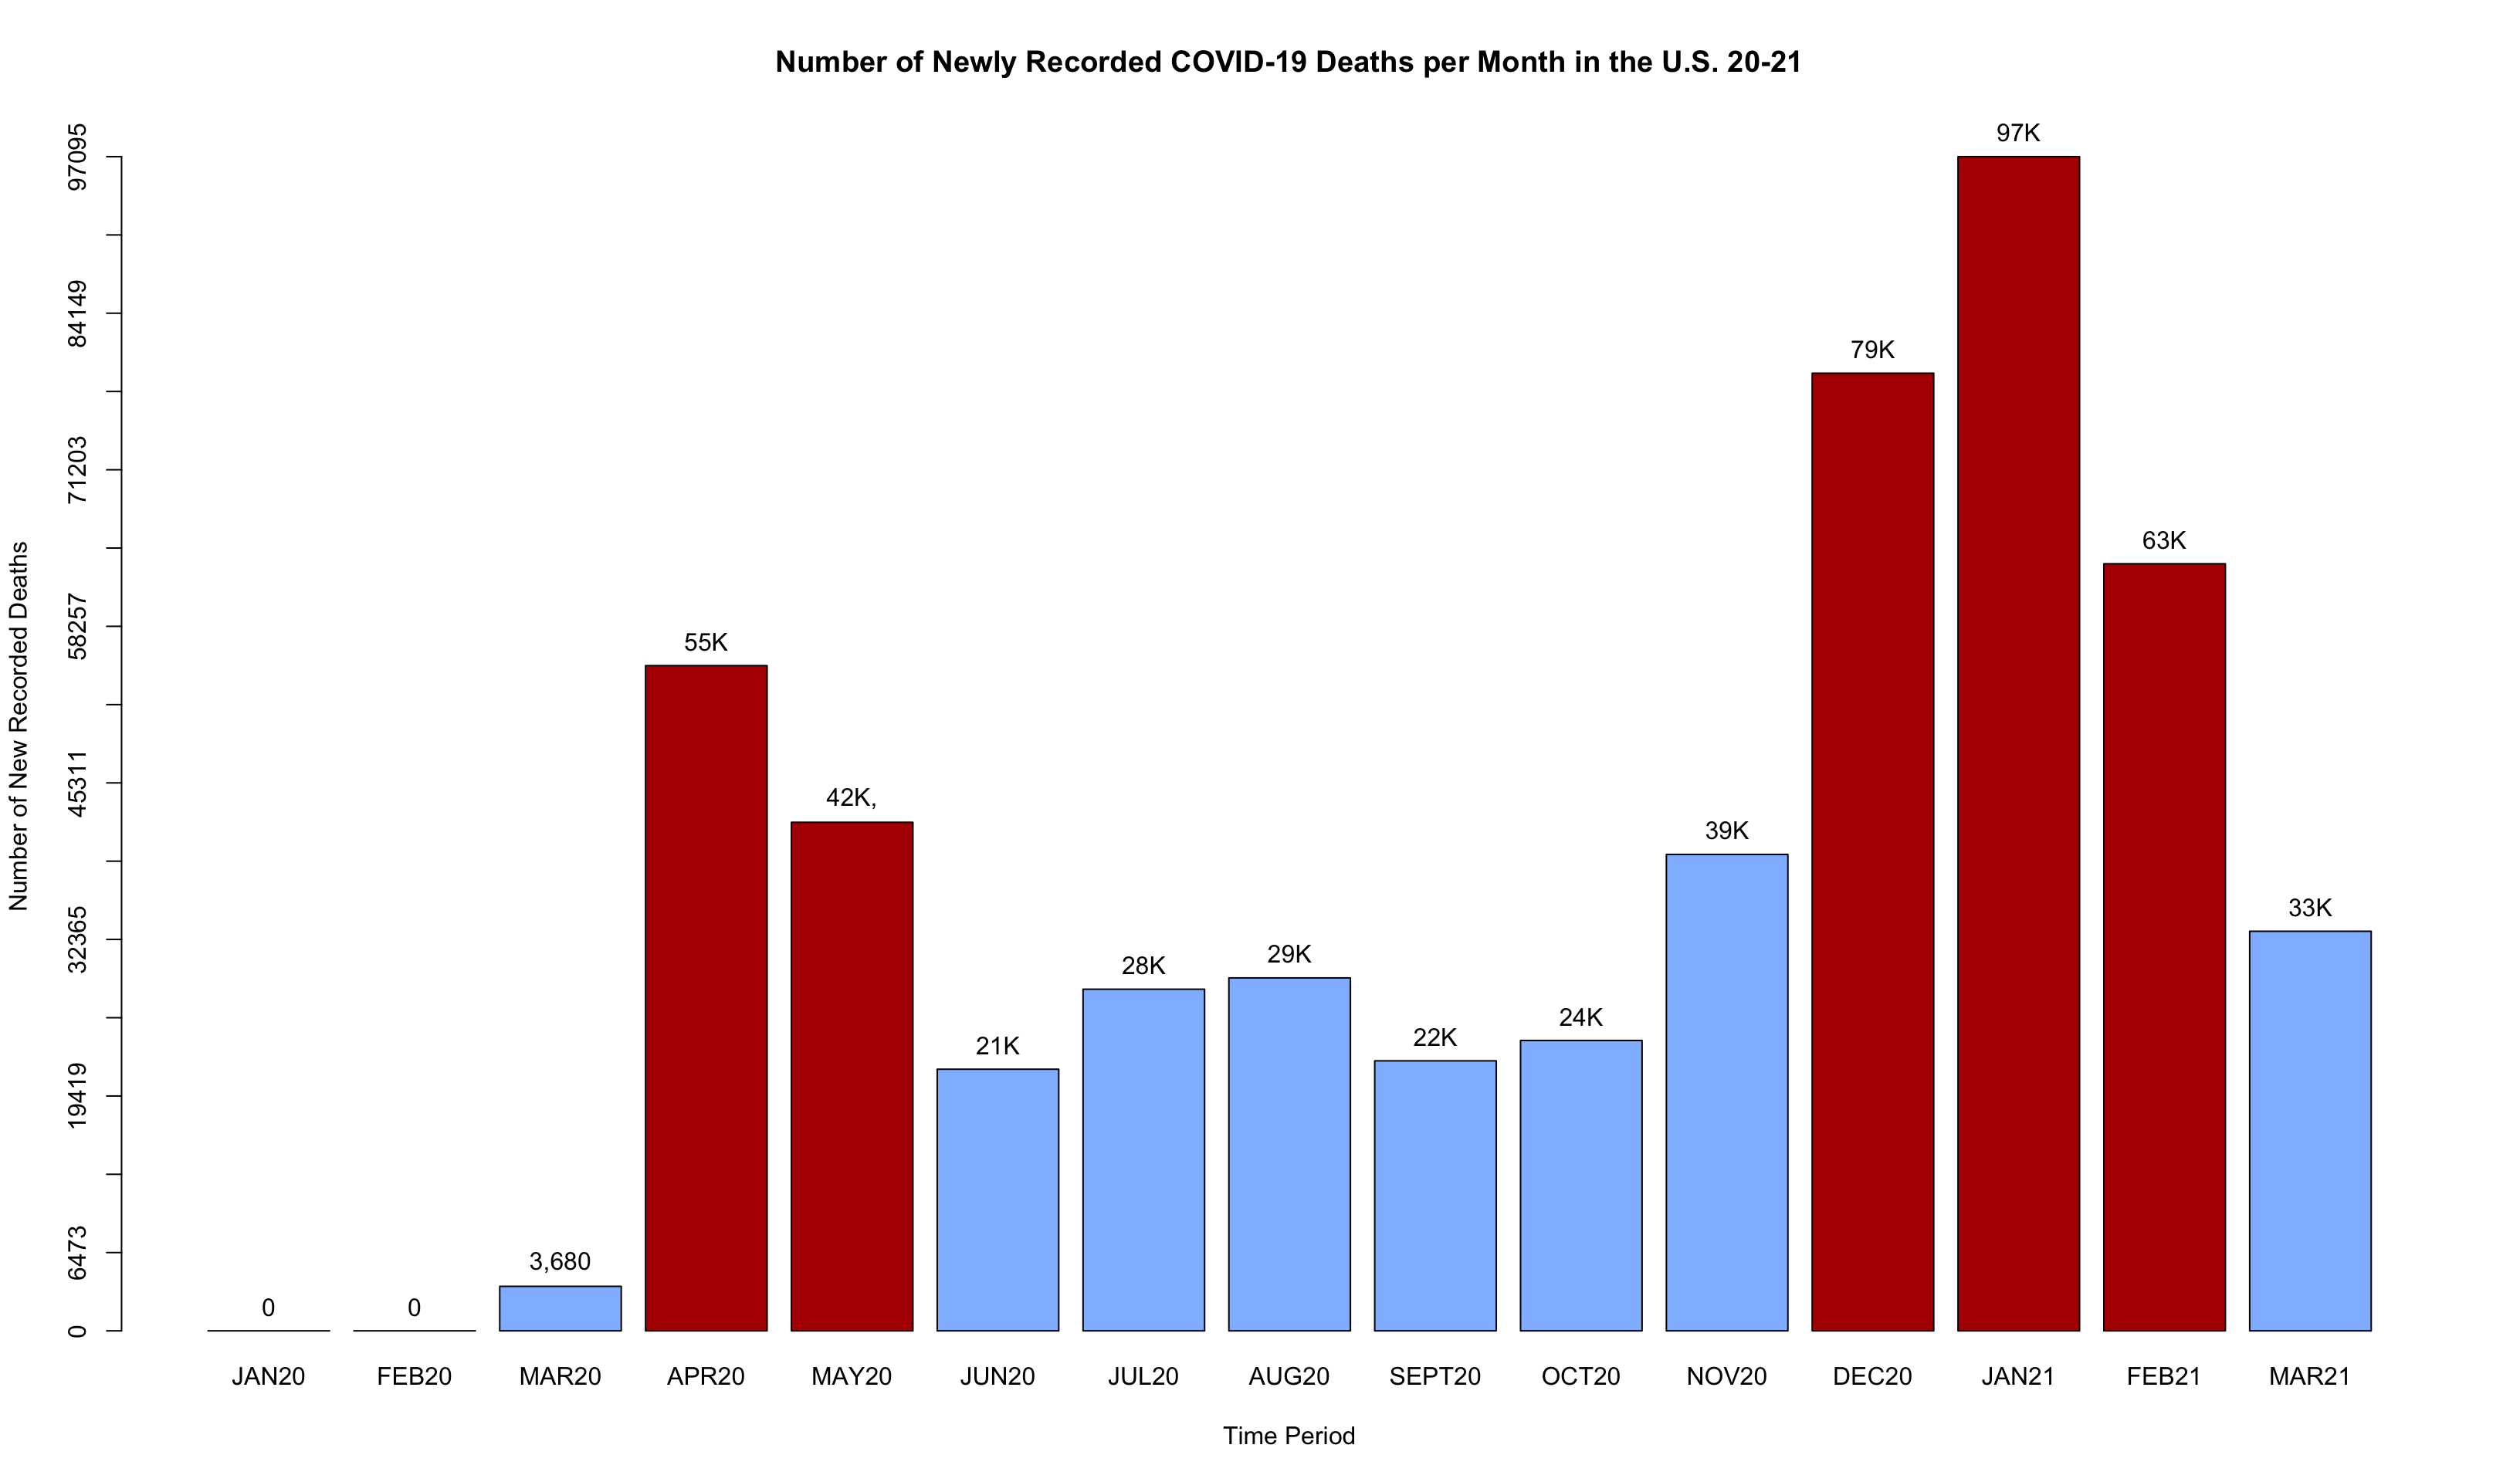 Number of Newly Recorded COVID-19 Deaths per Month in the U.S. 20-21
Number of New Recorded Deaths
97095
84149
71203
58257
45311
32365
19419
6473
0
0
0
3,680
55K
42K,
21K
28K
29K
22K
24K
39K
79K
97K
63K
33K
JAN20 FEB20 MAR20 APR20 MAY20 JUN20 JUL20 AUG20 SEPT20 OCT20 NOV20 DEC20 JAN21 FEB21 MAR21
Time Period